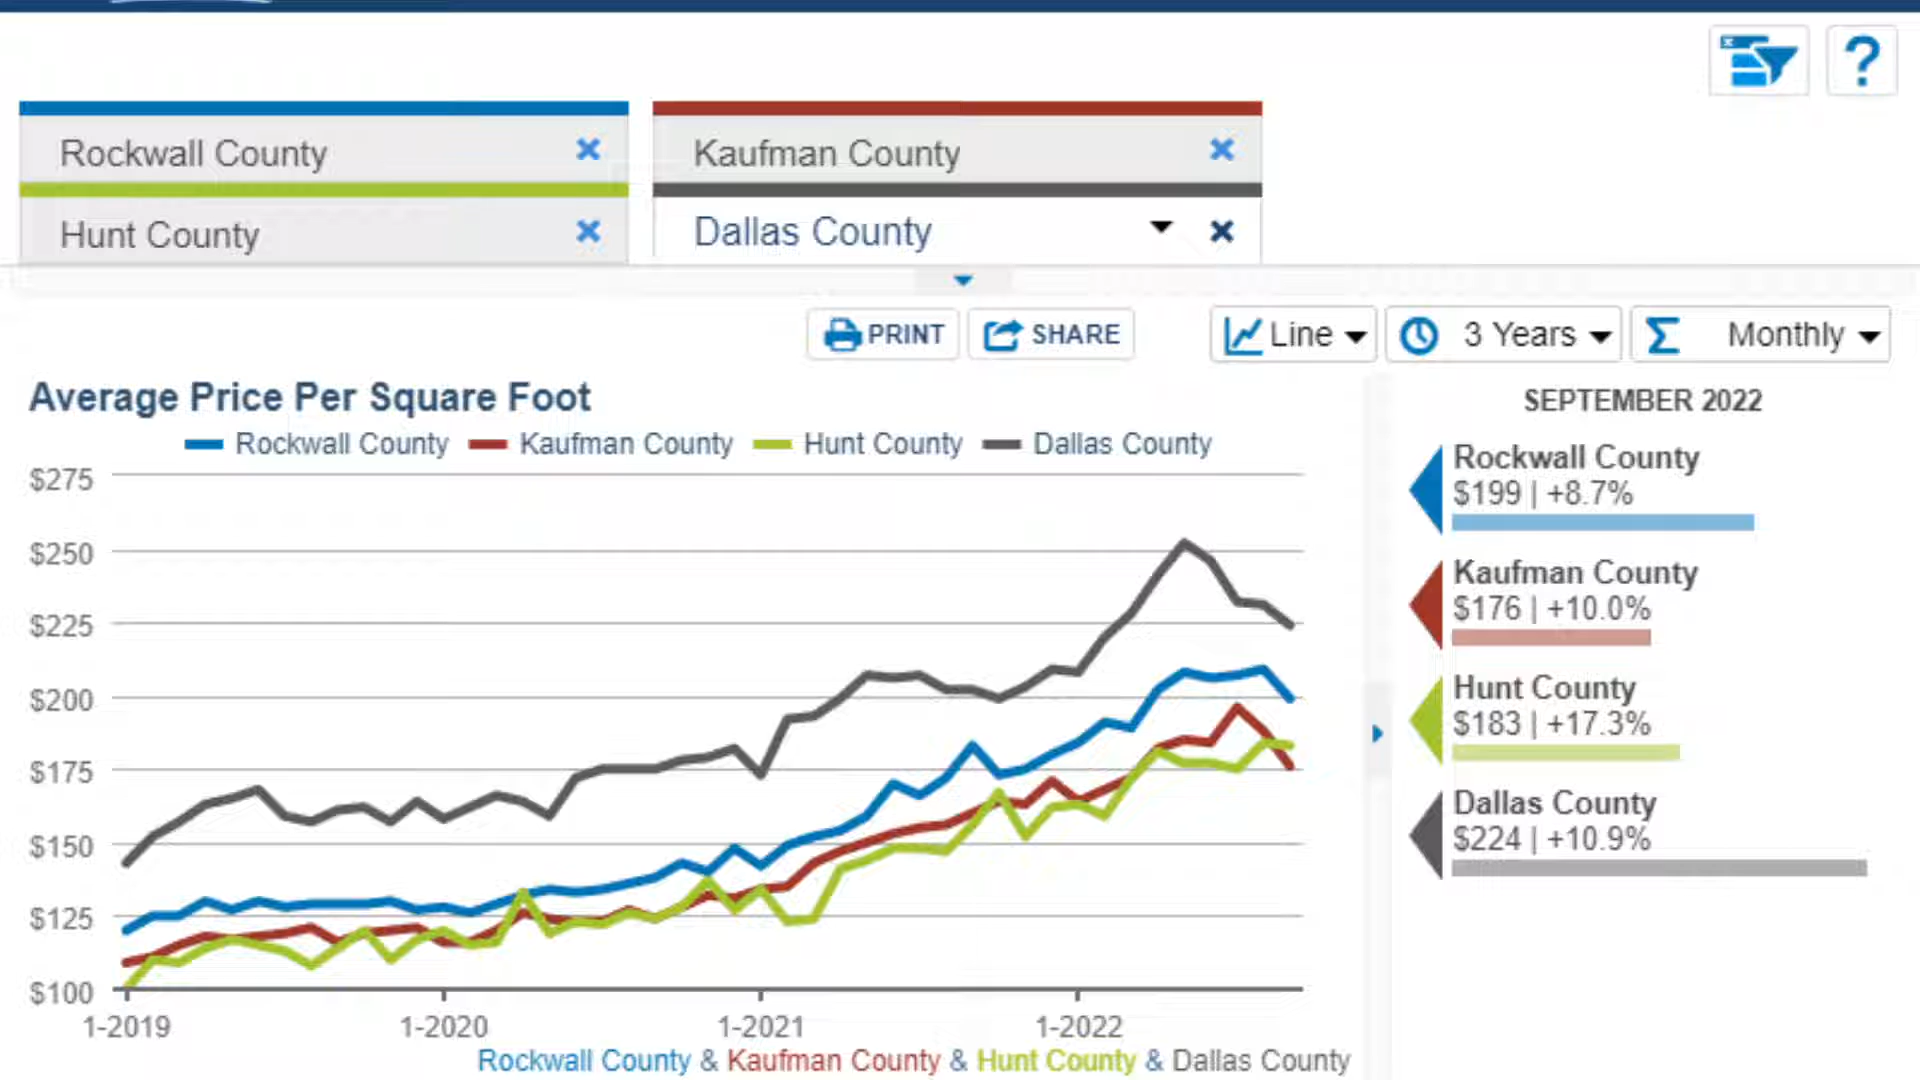 ?
Rockwall County
Kaufman County
Hunt County
Dallas County
PRINT
SHARE
Line
3 Years
Monthly
Average Price Per Square Foot
Rockwall County
Kaufman County
Hunt County
Dallas County
$275
$250
$225
$200
$175
$150
$125
$100
1-2019
1-2020
1-2021
1-2022
Rockwall County & Kaufman County & Hunt County & Dallas County
SEPTEMBER 2022
Rockwall County
$199 | +8.7%
Kaufman County
$176 | +10.0%
Hunt County
$183 | +17.3%
Dallas County
$224 | +10.9%